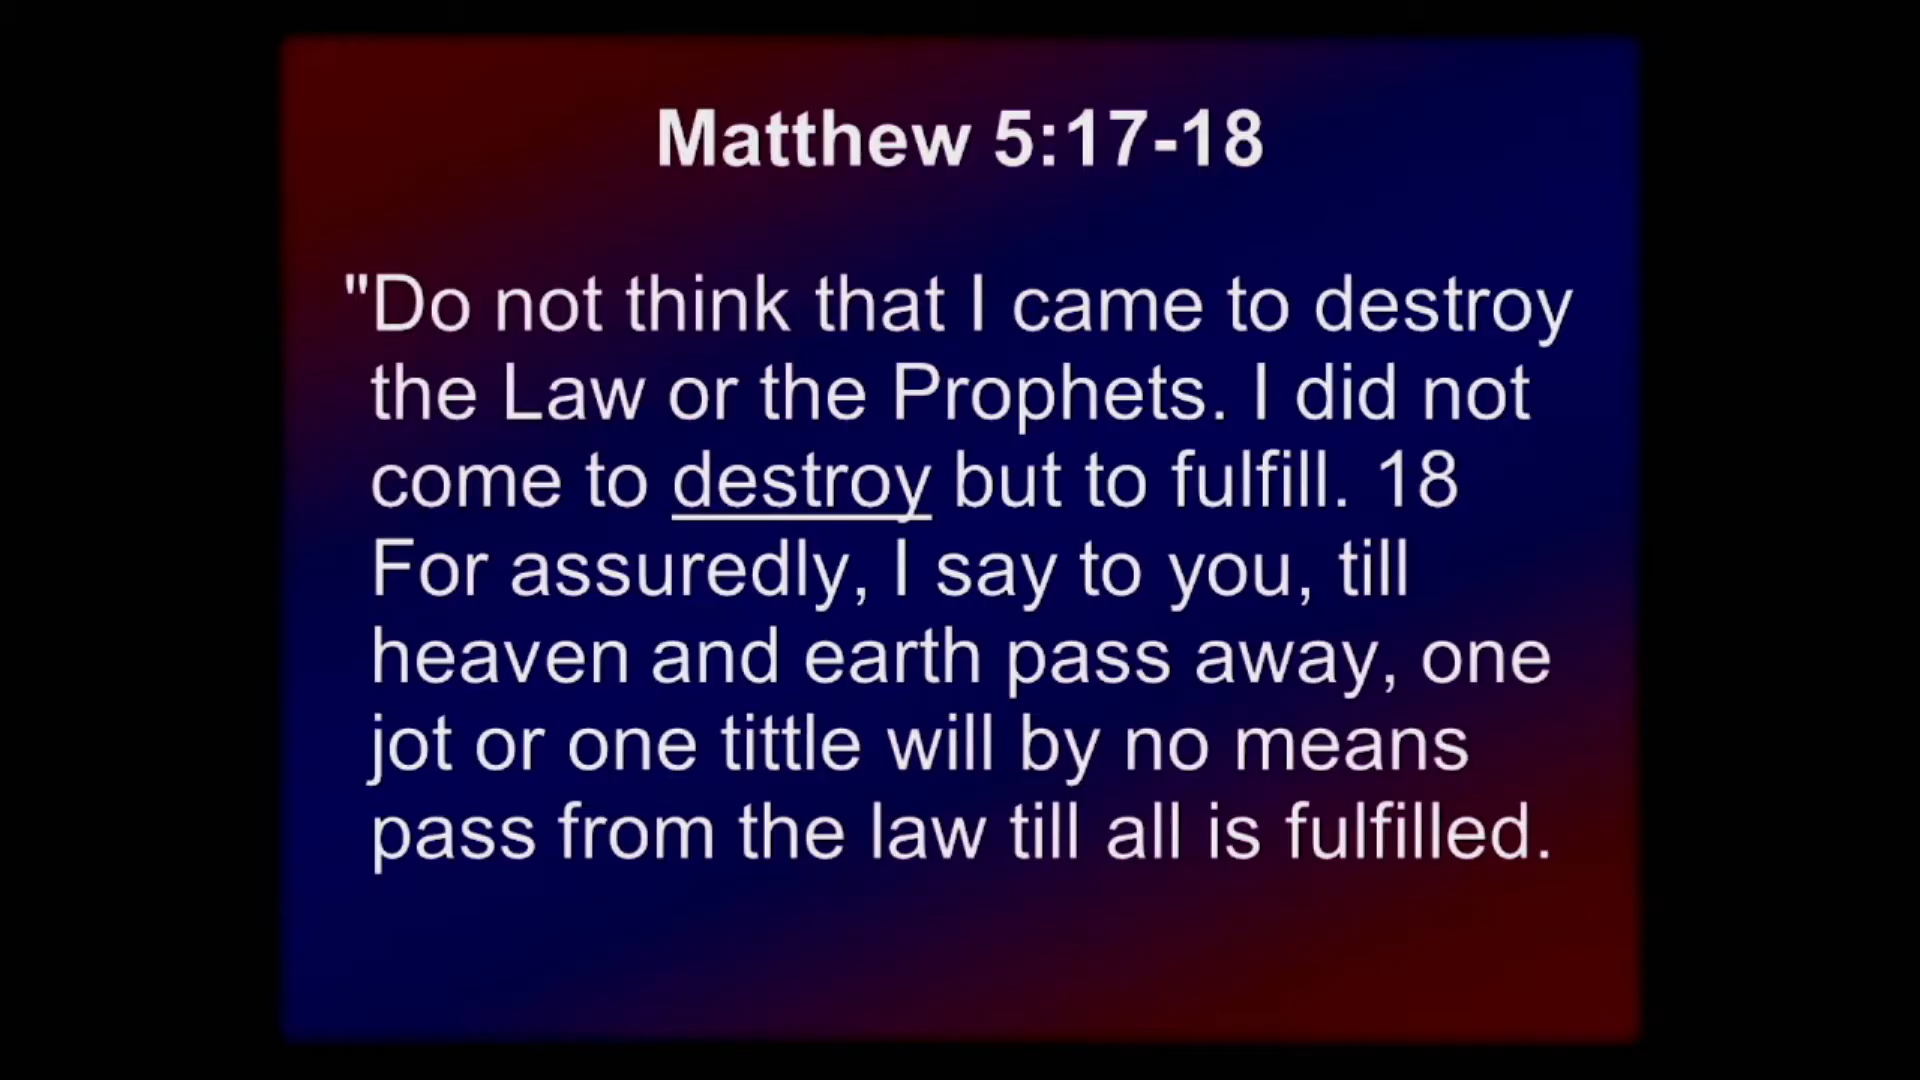 Matthew 5:17-18
"Do not think that I came to destroy
the Law or the Prophets. I did not
come to destroy but to fulfill. 18
For assuredly, I say to you, till
heaven and earth pass away, one
jot or one tittle will by no means
pass from the law till all is fulfilled.